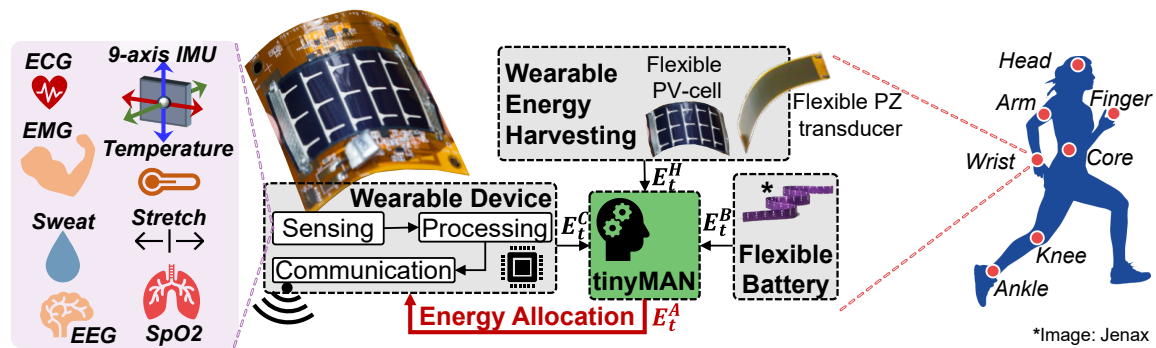 ECG
9-axis IMU
EMG
Temperature
Sweat
Stretch
EEG
SpO2
Wearable Device
Sensing
Processing
Communication
Wearable
Energy
Harvesting
Flexible
PV-cell
Flexible PZ
transducer
E_t^H
E_t^C
E_t^B
tinyMAN
*
Flexible
Battery
Energy Allocation
E_t^A
Head
Arm
Finger
Wrist
Core
Knee
Ankle
*Image: Jenax